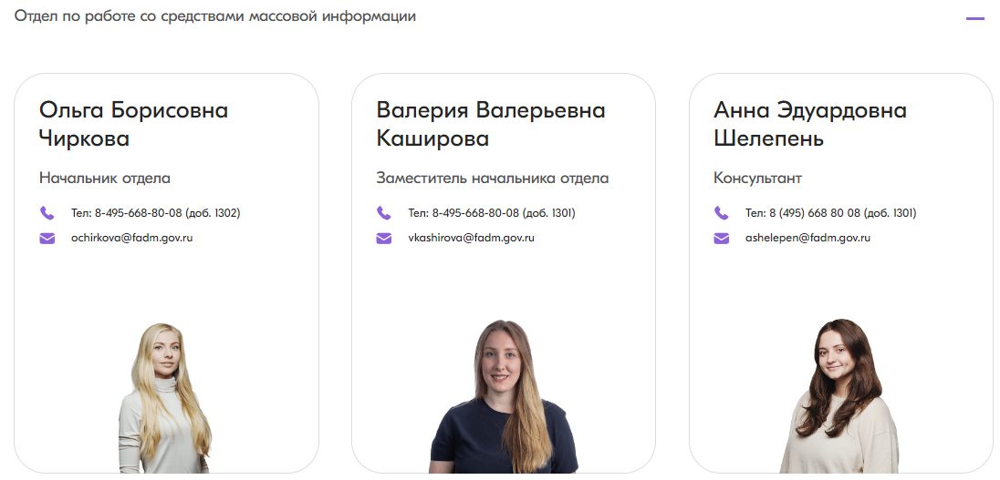 Отдел по работе со средствами массовой информации
Ольга Борисовна
Чиркова
Начальник отдела
Тел: 8-495-668-80-08 (доб. 1302)
ochirkova@fadm.gov.ru
Валерия Валерьевна
Каширова
Заместитель начальника отдела
Тел: 8-495-668-80-08 (доб. 1301)
vkashirova@fadm.gov.ru
Анна Эдуардовна
Шелепень
Консультант
Тел: 8 (495) 668 80 08 (доб. 1301)
ashelepen@fadm.gov.ru